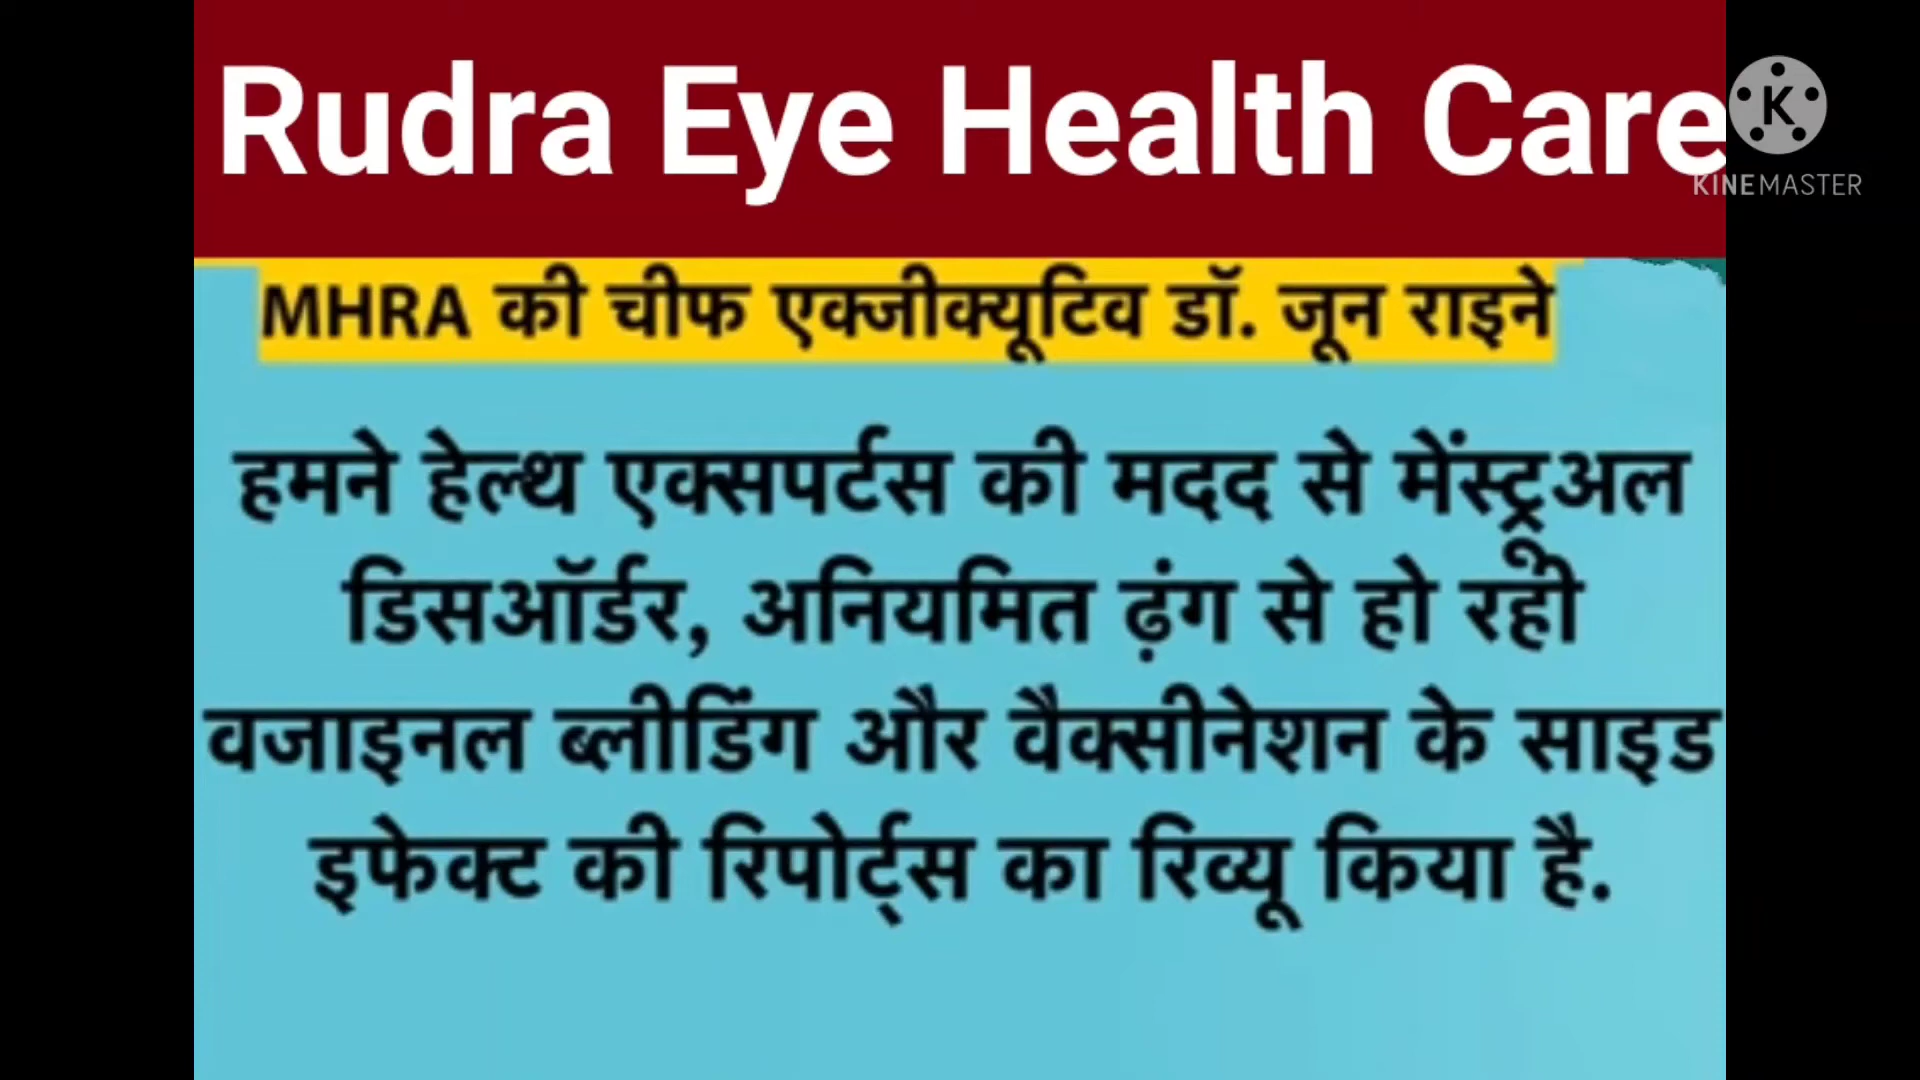 Rudra Eye Health Care
KINEMASTER
MHRA की चीफ एक्जीक्यूटिव डॉ. जून राइने
हमने हेल्थ एक्सपर्टस की मदद से मेंस्ट्रूअल
डिसऑर्डर, अनियमित ढ़ंग से हो रही
वजाइनल ब्लीडिंग और वैक्सीनेशन के साइड
इफेक्ट की रिपोर्ट्स का रिव्यू किया है.